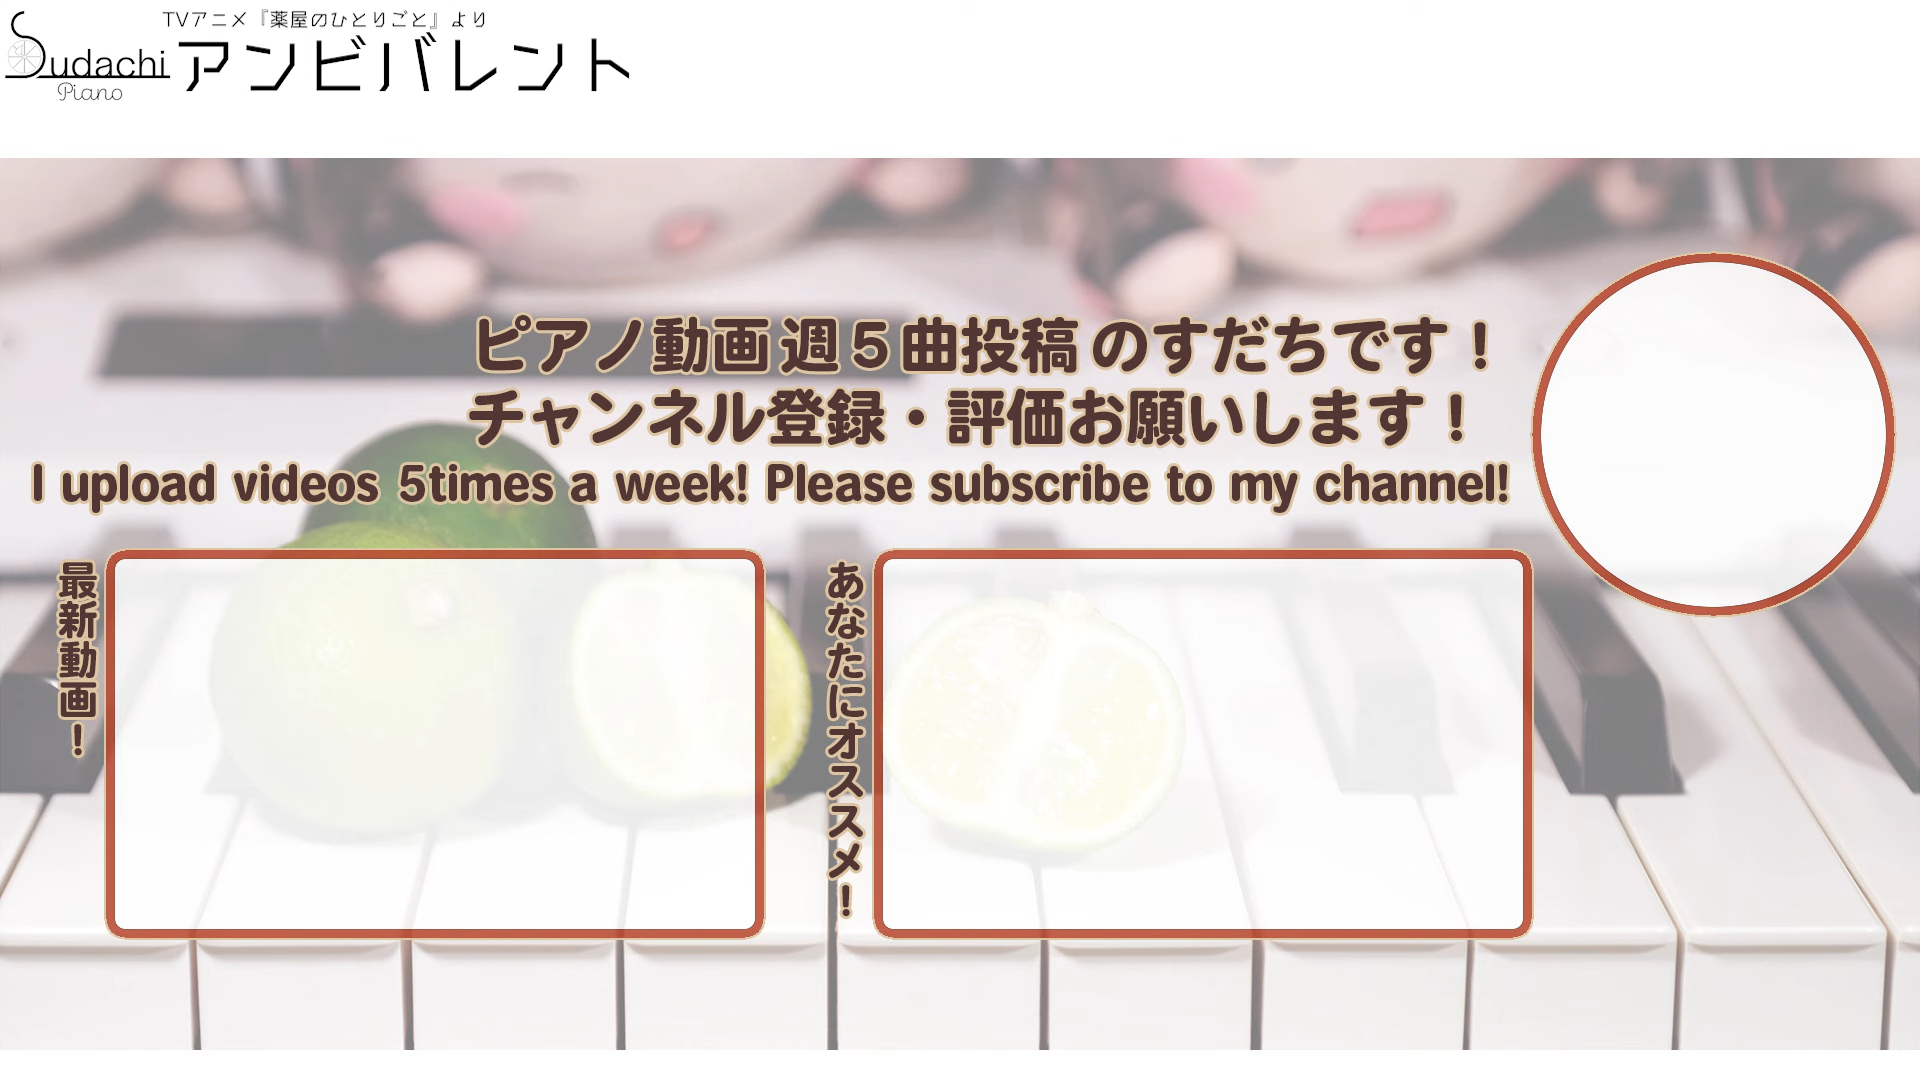 TVアニメ『薬屋のひとりごと』より
Sudachi
Piano
アンビバレント
ピアノ動画週５曲投稿のすだちです！
チャンネル登録・評価お願いします！
I upload videos 5times a week! Please subscribe to my channel!
最新動画！
あなたにオススメ！